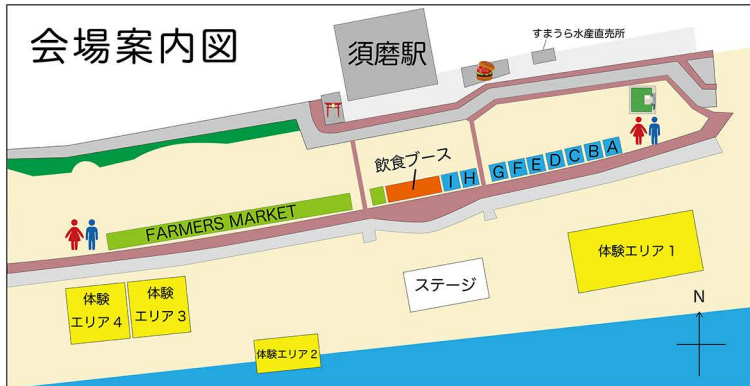 会場案内図
須磨駅
すまうら水産直売所
飲食ブース
I H G F E D C B A
FARMERS MARKET
体験エリア1
ステージ
体験
エリア4
体験
エリア3
体験エリア2
N